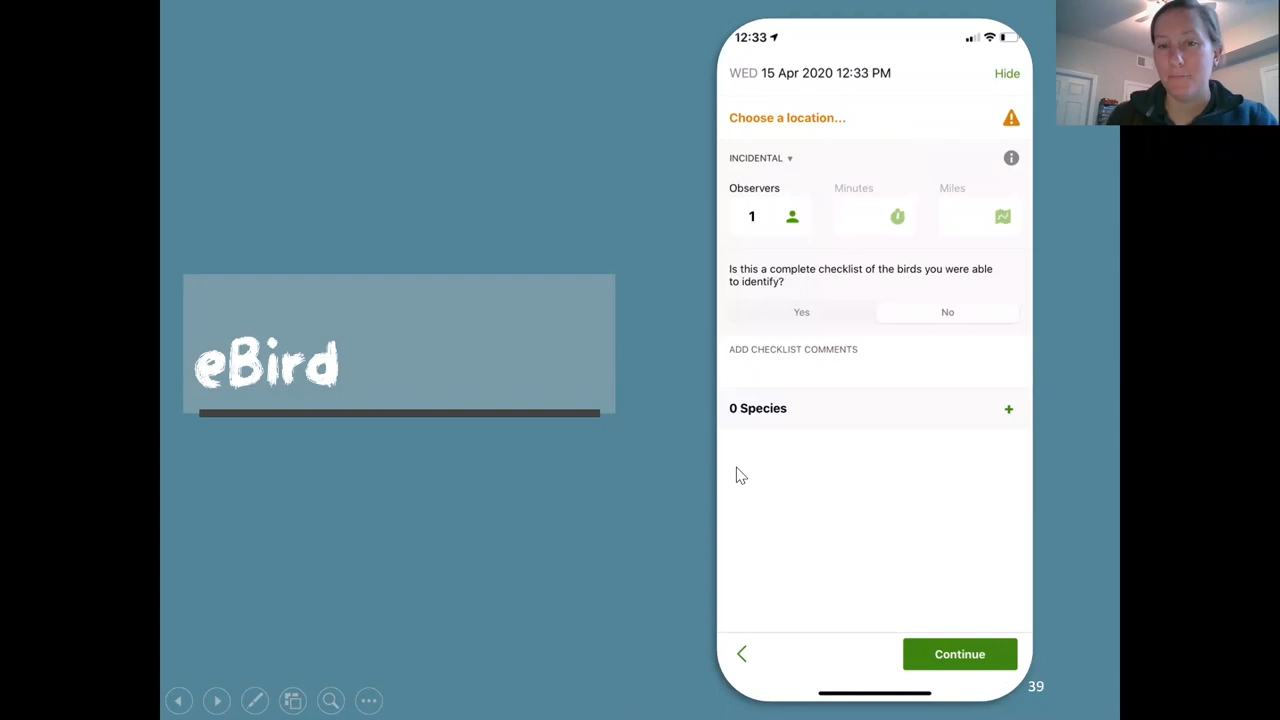 eBird
12:33
WED 15 Apr 2020 12:33 PM
Hide
Choose a location...
INCIDENTAL
Observers
Minutes
Miles
1
Is this a complete checklist of the birds you were able
to identify?
Yes
No
ADD CHECKLIST COMMENTS
0 Species
+
Continue
39